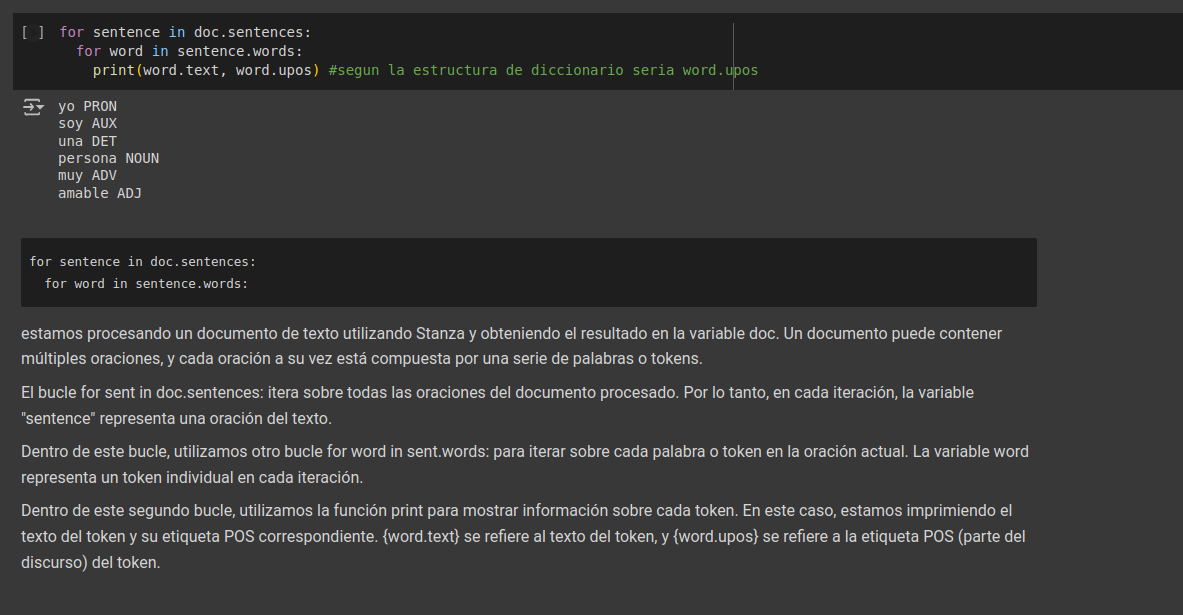 [ ] for sentence in doc.sentences:
for word in sentence.words:
print(word.text, word.upos) #segun la estructura de diccionario seria word.upos
yo PRON
soy AUX
una DET
persona NOUN
muy ADV
amable ADJ
for sentence in doc.sentences:
for word in sentence.words:
estamos procesando un documento de texto utilizando Stanza y obteniendo el resultado en la variable doc. Un documento puede contener
múltiples oraciones, y cada oración a su vez está compuesta por una serie de palabras o tokens.
El bucle for sent in doc.sentences: itera sobre todas las oraciones del documento procesado. Por lo tanto, en cada iteración, la variable
"sentence" representa una oración del texto.
Dentro de este bucle, utilizamos otro bucle for word in sent.words: para iterar sobre cada palabra o token en la oración actual. La variable word
representa un token individual en cada iteración.
Dentro de este segundo bucle, utilizamos la función print para mostrar información sobre cada token. En este caso, estamos imprimiendo el
texto del token y su etiqueta POS correspondiente. {word.text} se refiere al texto del token, y {word.upos} se refiere a la etiqueta POS (parte del
discurso) del token.